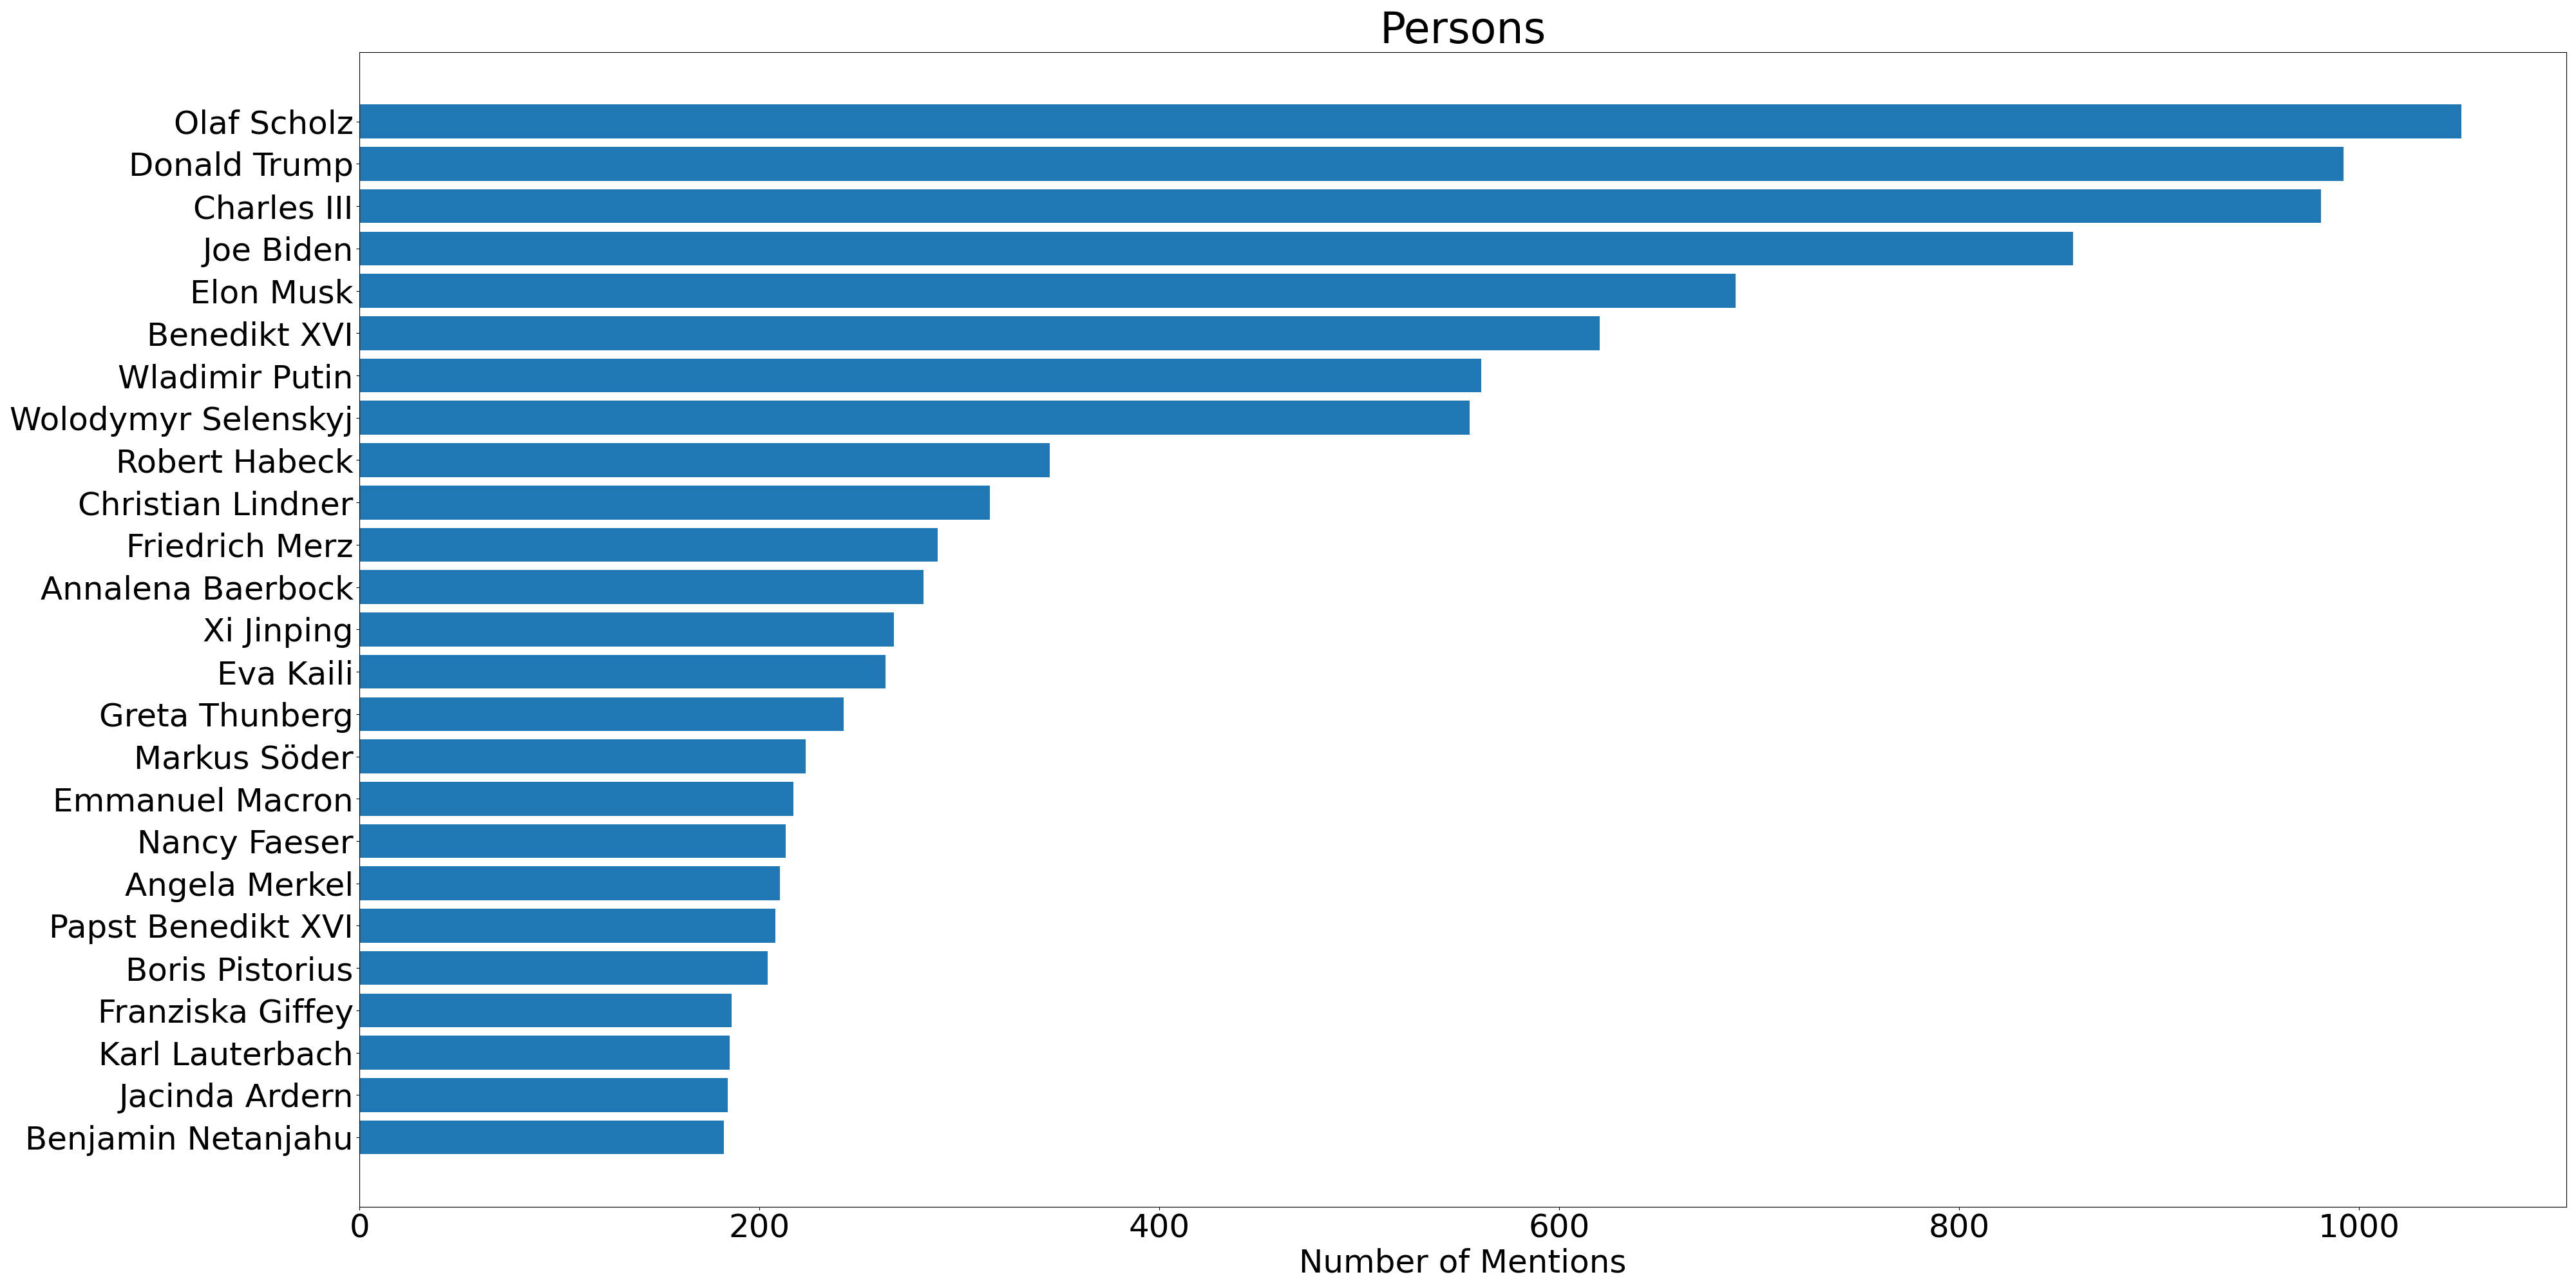 Persons
Olaf Scholz
Donald Trump
Charles III
Joe Biden
Elon Musk
Benedikt XVI
Wladimir Putin
Wolodymyr Selenskyj
Robert Habeck
Christian Lindner
Friedrich Merz
Annalena Baerbock
Xi Jinping
Eva Kaili
Greta Thunberg
Markus Söder
Emmanuel Macron
Nancy Faeser
Angela Merkel
Papst Benedikt XVI
Boris Pistorius
Franziska Giffey
Karl Lauterbach
Jacinda Ardern
Benjamin Netanjahu
0 200 400 600 800 1000
Number of Mentions